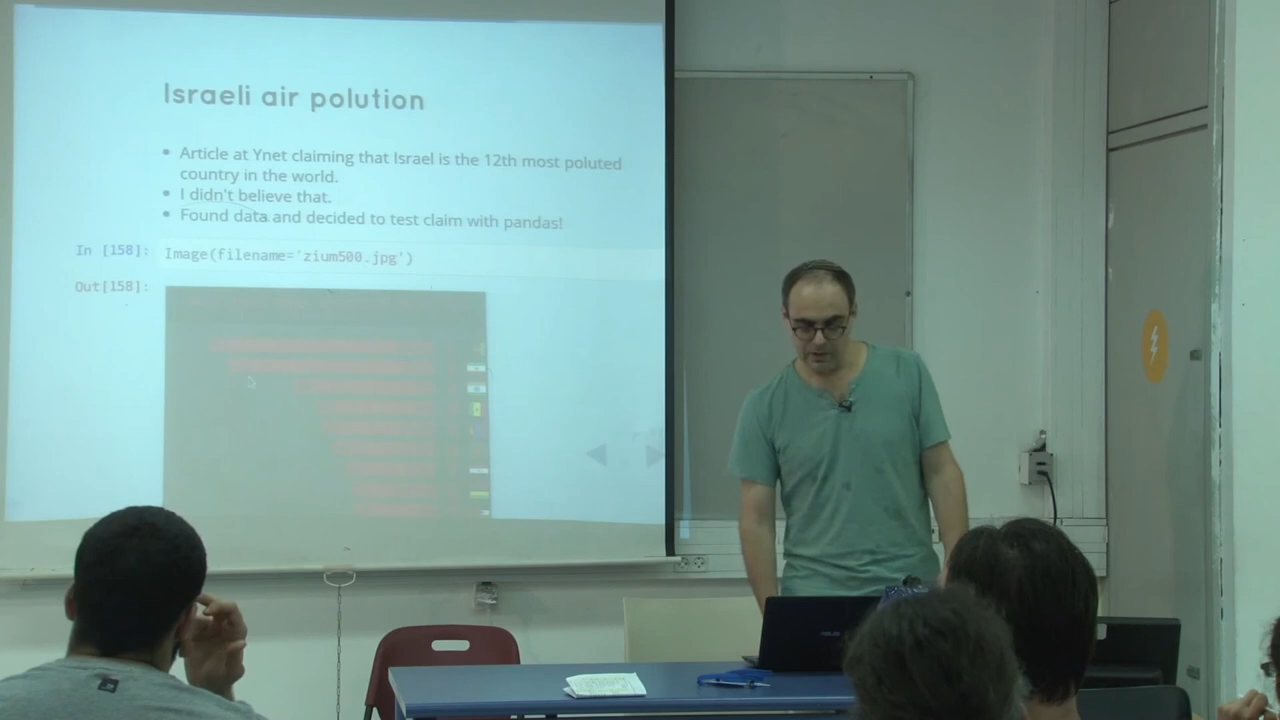 Israeli air polution
• Article at Ynet claiming that Israel is the 12th most poluted
country in the world.
• I didn't believe that.
• Found data and decided to test claim with pandas!
In [158]: Image(filename='zium500.jpg')
Out[158]:
ASUS